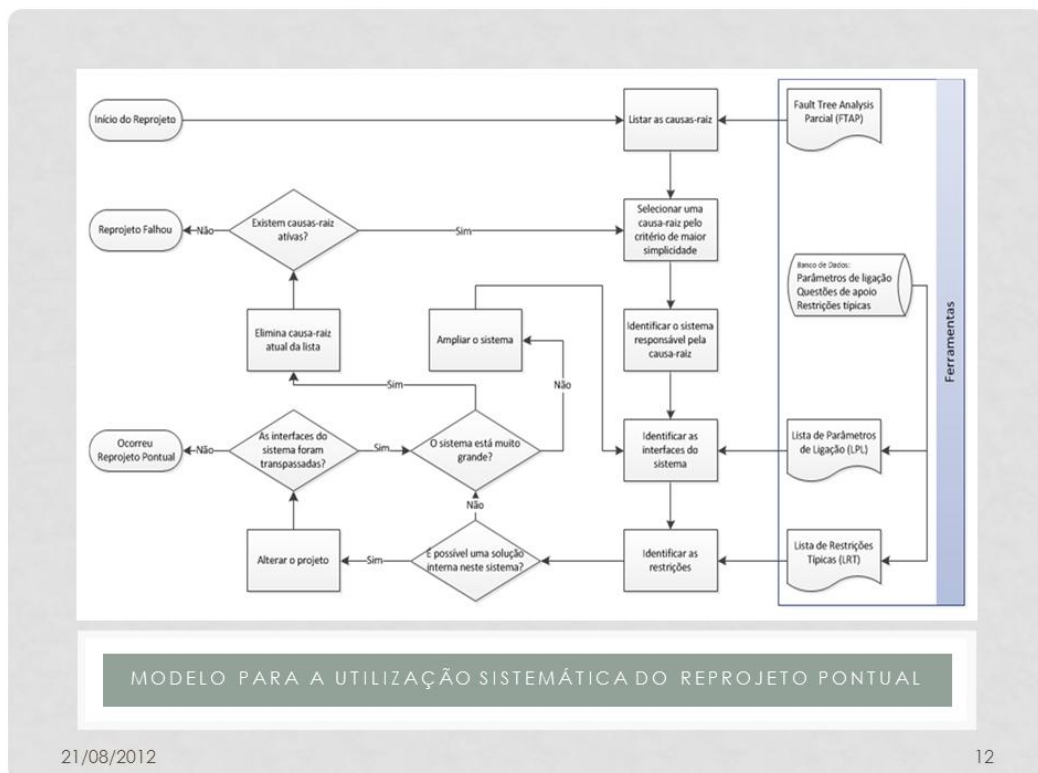 Início do Reprojeto
Listar as causas-raiz
Fault Tree Analysis
Parcial (FTAP)
Reprojeto Falhou
Não
Existem causas-raiz
ativas?
Sim
Selecionar uma
causa-raiz pelo
critério de maior
simplicidade
Banco de Dados:
Parâmetros de ligação
Questões de apoio
Restrições típicas
Ferramentas
Elimina causa-raiz
atual da lista
Ampliar o sistema
Identificar o sistema
responsável pela
causa-raiz
Sim
Não
Ocorreu
Reprojeto Pontual
Não
As interfaces do
sistema foram
transpassadas?
Sim
O sistema está muito
grande?
Identificar as
interfaces do
sistema
Lista de Parâmetros
de Ligação (LPL)
Não
Alterar o projeto
Sim
É possível uma solução
interna neste sistema?
Identificar as
restrições
Lista de Restrições
Típicas (LRT)
MODELO PARA A UTILIZAÇÃO SISTEMÁTICA DO REPROJETO PONTUAL
21/08/2012
12